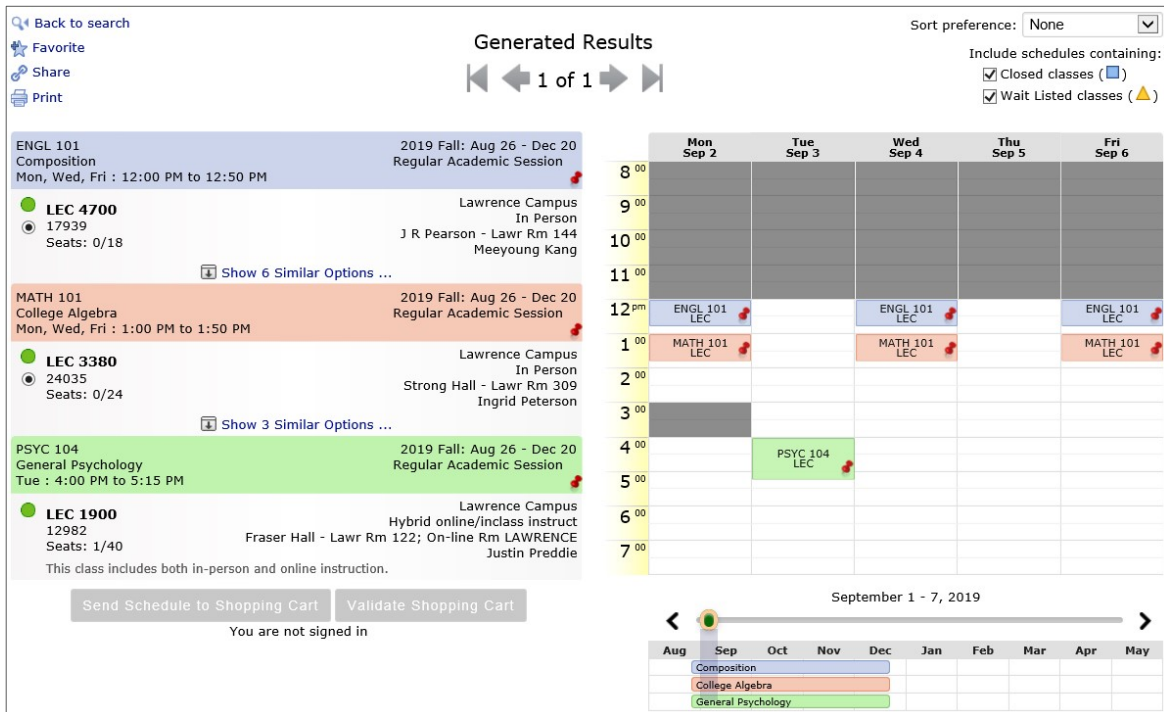 Back to search
Favorite
Share
Print
Generated Results
1 of 1
Sort preference: None
Include schedules containing:
Closed classes ( )
Wait Listed classes ( )
ENGL 101 2019 Fall: Aug 26 - Dec 20
Composition Regular Academic Session
Mon, Wed, Fri : 12:00 PM to 12:50 PM
LEC 4700
17939
Seats: 0/18
Lawrence Campus
In Person
J R Pearson - Lawr Rm 144
Meeyoung Kang
Show 6 Similar Options ...
MATH 101 2019 Fall: Aug 26 - Dec 20
College Algebra Regular Academic Session
Mon, Wed, Fri : 1:00 PM to 1:50 PM
LEC 3380
24035
Seats: 0/24
Lawrence Campus
In Person
Strong Hall - Lawr Rm 309
Ingrid Peterson
Show 3 Similar Options ...
PSYC 104 2019 Fall: Aug 26 - Dec 20
General Psychology Regular Academic Session
Tue : 4:00 PM to 5:15 PM
LEC 1900
12982
Seats: 1/40
Lawrence Campus
Hybrid online/inclass instruct
Fraser Hall - Lawr Rm 122; On-line Rm LAWRENCE
Justin Preddie
This class includes both in-person and online instruction.
Send Schedule to Shopping Cart
Validate Shopping Cart
You are not signed in
Mon Tue Wed Thu Fri
Sep 2 Sep 3 Sep 4 Sep 5 Sep 6
8 00
9 00
10 00
11 00
12 pm
ENGL 101 ENGL 101 ENGL 101
LEC LEC LEC
1 00
MATH 101 MATH 101 MATH 101
LEC LEC LEC
2 00
3 00
4 00
PSYC 104
LEC
5 00
6 00
7 00
September 1 - 7, 2019
Aug Sep Oct Nov Dec Jan Feb Mar Apr May
Composition
College Algebra
General Psychology